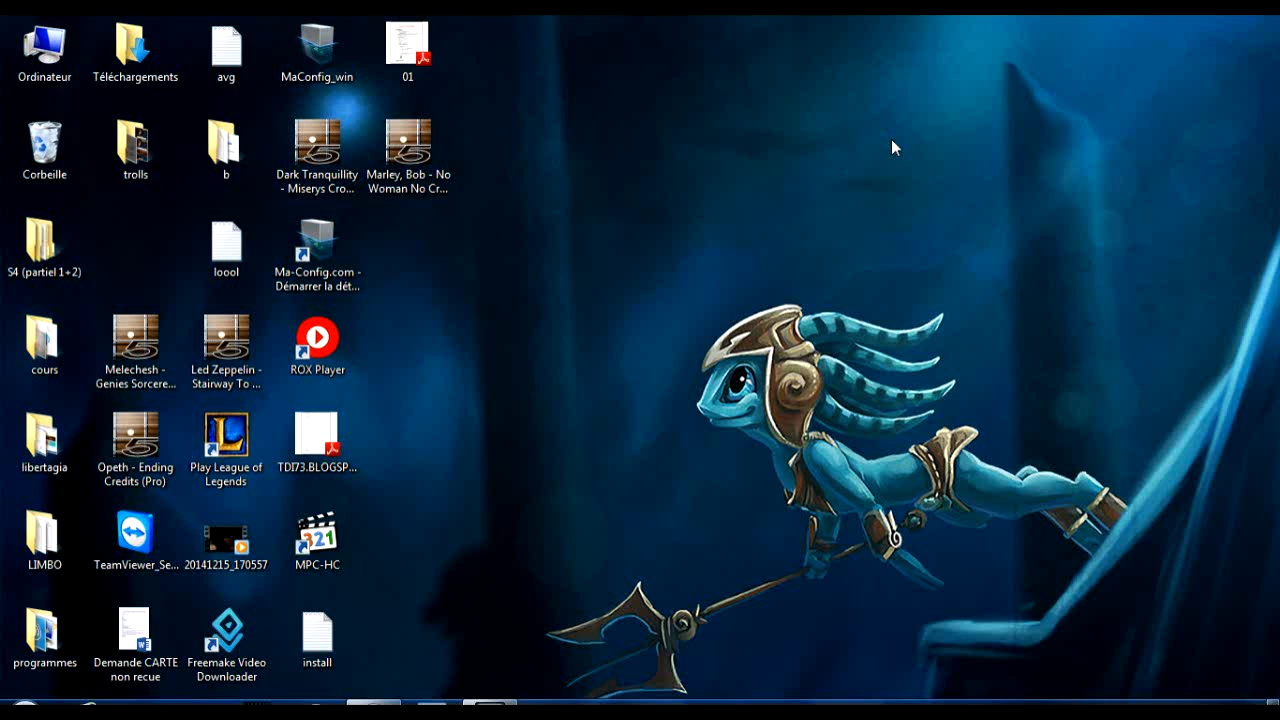 Ordinateur
Téléchargements
avg
MaConfig_win
01
Corbeille
trolls
b
Dark Tranquillity
- Miserys Cro...
Marley, Bob - No
Woman No Cr...
S4 (partiel 1+2)
loool
Ma-Config.com -
Démarrer la dét...
cours
Melechesh -
Genies Sorcere...
Led Zeppelin -
Stairway To ...
ROX Player
libertagia
Opeth - Ending
Credits (Pro)
Play League of
Legends
TDI73.BLOGSP...
LIMBO
TeamViewer_Se...
20141215_170557
321
MPC-HC
programmes
Demande CARTE
non recue
Freemake Video
Downloader
install